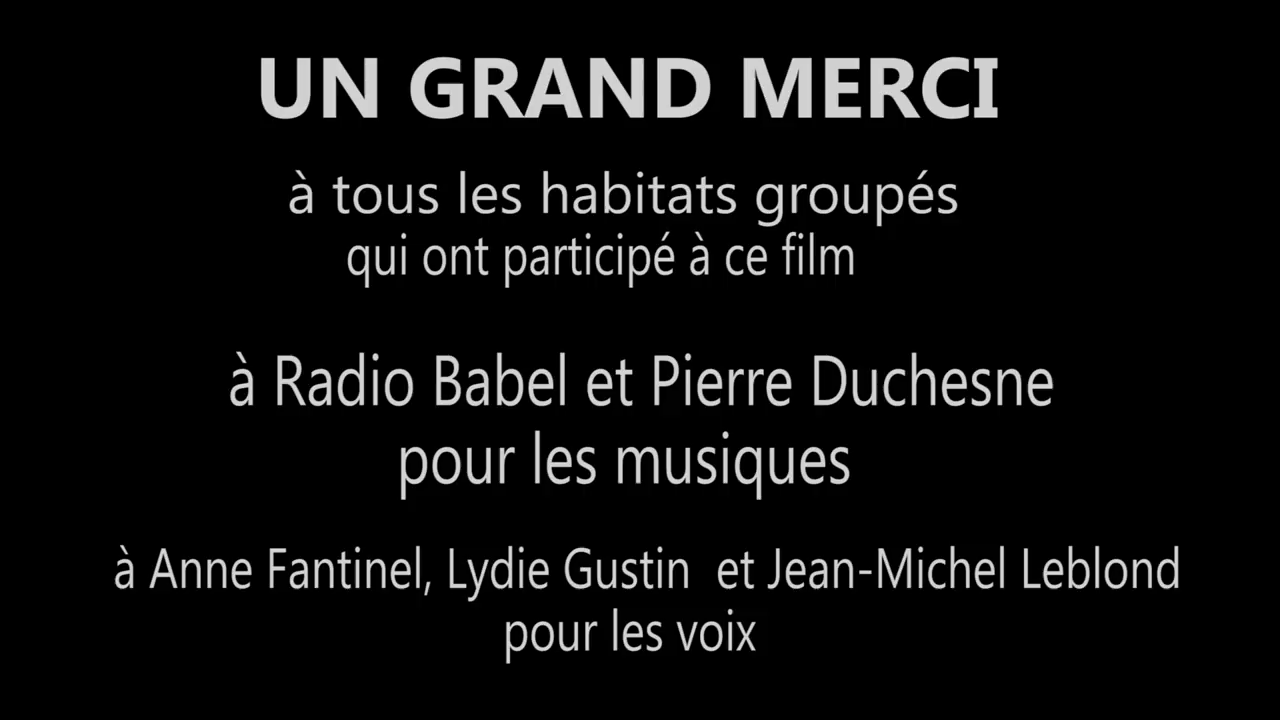 UN GRAND MERCI
à tous les habitats groupés
qui ont participé à ce film
à Radio Babel et Pierre Duchesne
pour les musiques
à Anne Fantinel, Lydie Gustin et Jean-Michel Leblond
pour les voix